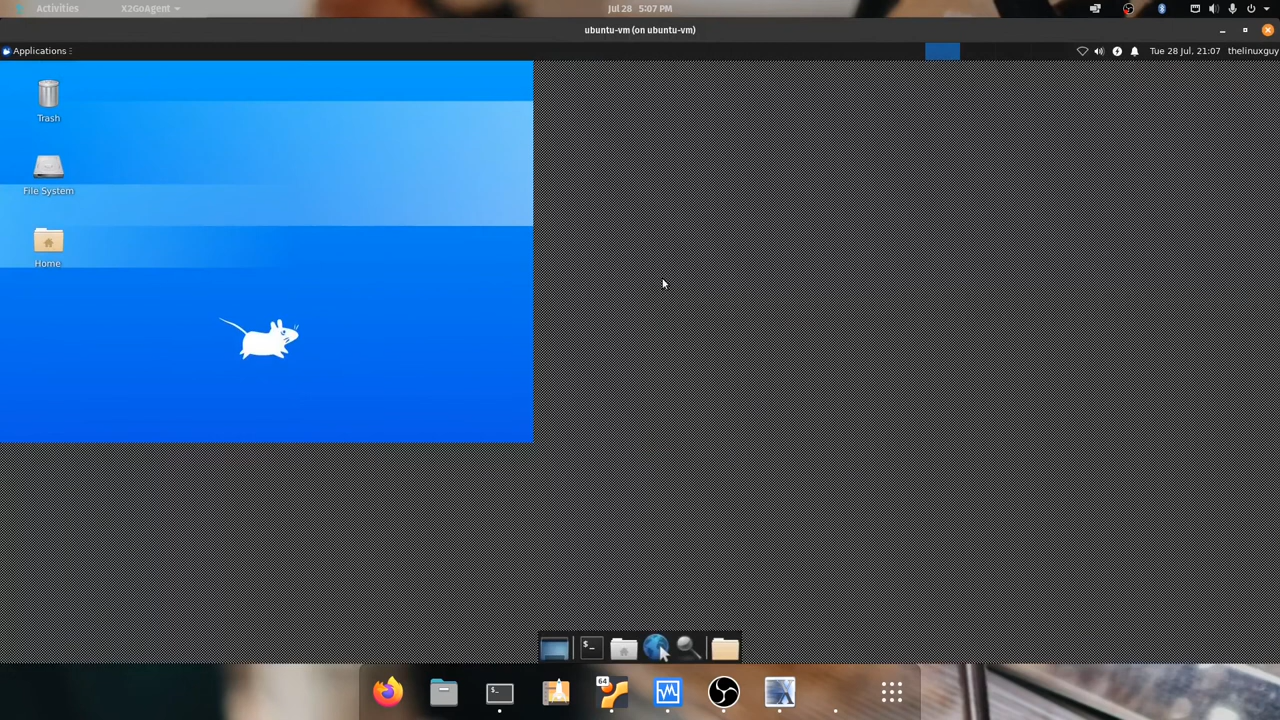 Activities
X2GoAgent
Jul 28 5:07 PM
ubuntu-vm (on ubuntu-vm)
Applications
Tue 28 Jul, 21:07
thelinuxguy
Trash
File System
Home
$_
$_
64